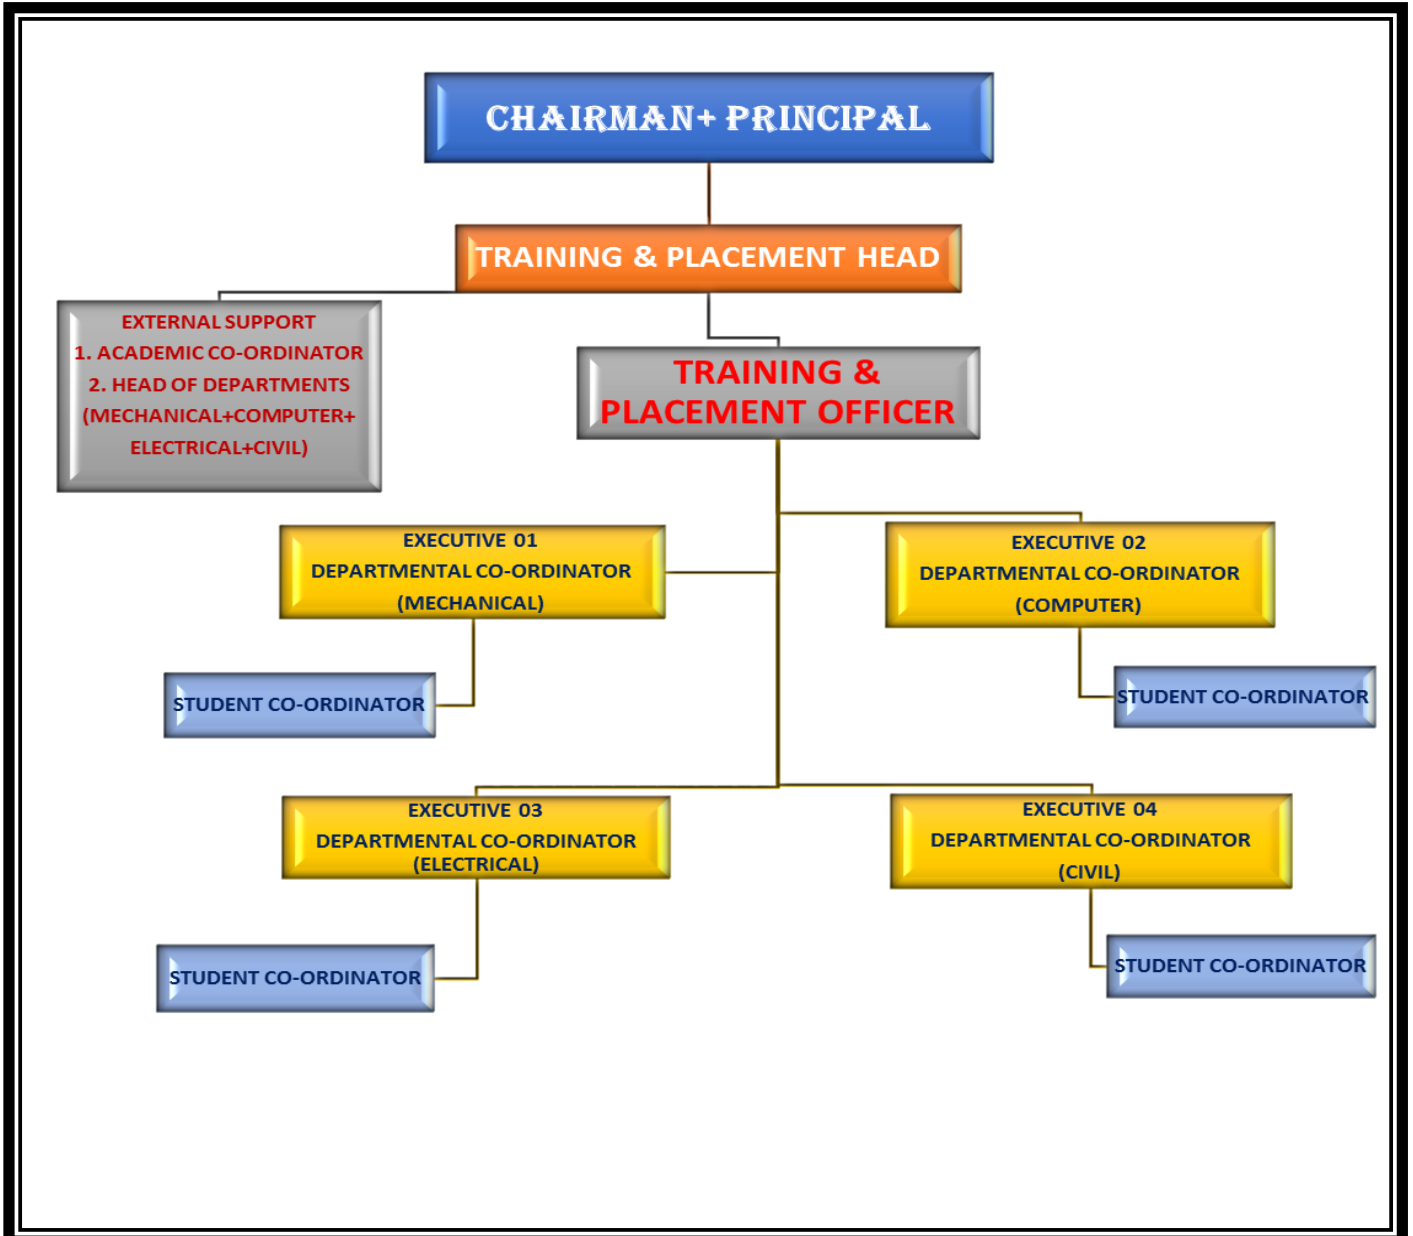 CHAIRMAN+ PRINCIPAL
TRAINING & PLACEMENT HEAD
EXTERNAL SUPPORT
1. ACADEMIC CO-ORDINATOR
2. HEAD OF DEPARTMENTS
(MECHANICAL+COMPUTER+
ELECTRICAL+CIVIL)
TRAINING &
PLACEMENT OFFICER
EXECUTIVE 01
DEPARTMENTAL CO-ORDINATOR
(MECHANICAL)
EXECUTIVE 02
DEPARTMENTAL CO-ORDINATOR
(COMPUTER)
STUDENT CO-ORDINATOR
STUDENT CO-ORDINATOR
EXECUTIVE 03
DEPARTMENTAL CO-ORDINATOR
(ELECTRICAL)
EXECUTIVE 04
DEPARTMENTAL CO-ORDINATOR
(CIVIL)
STUDENT CO-ORDINATOR
STUDENT CO-ORDINATOR